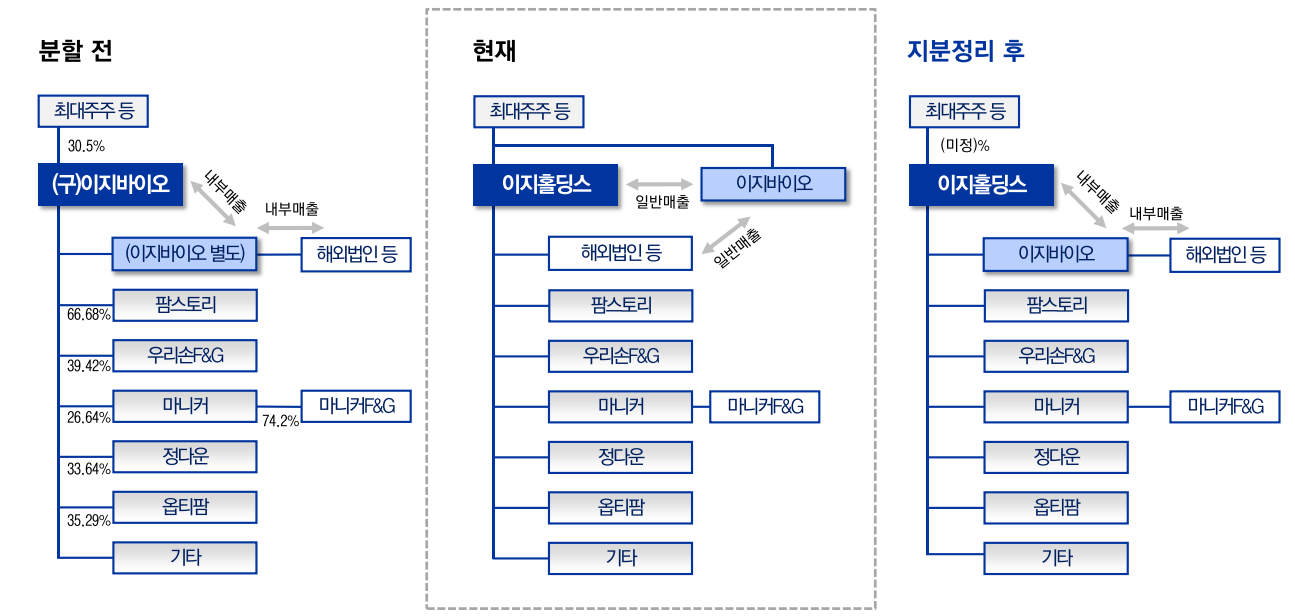 분할 전
최대주주 등
30.5%
(구)이지바이오
내부매출
내부매출
(이지바이오 별도)
해외법인 등
팜스토리
66.68%
우리손F&G
39.42%
마니커
마니커F&G
26.64%
74.2%
정다운
33.64%
옵티팜
35.29%
기타
현재
최대주주 등
이지홀딩스
이지바이오
일반매출
일반매출
해외법인 등
팜스토리
우리손F&G
마니커
마니커F&G
정다운
옵티팜
기타
지분정리 후
최대주주 등
(미정)%
이지홀딩스
내부매출
내부매출
이지바이오
해외법인 등
팜스토리
우리손F&G
마니커
마니커F&G
정다운
옵티팜
기타